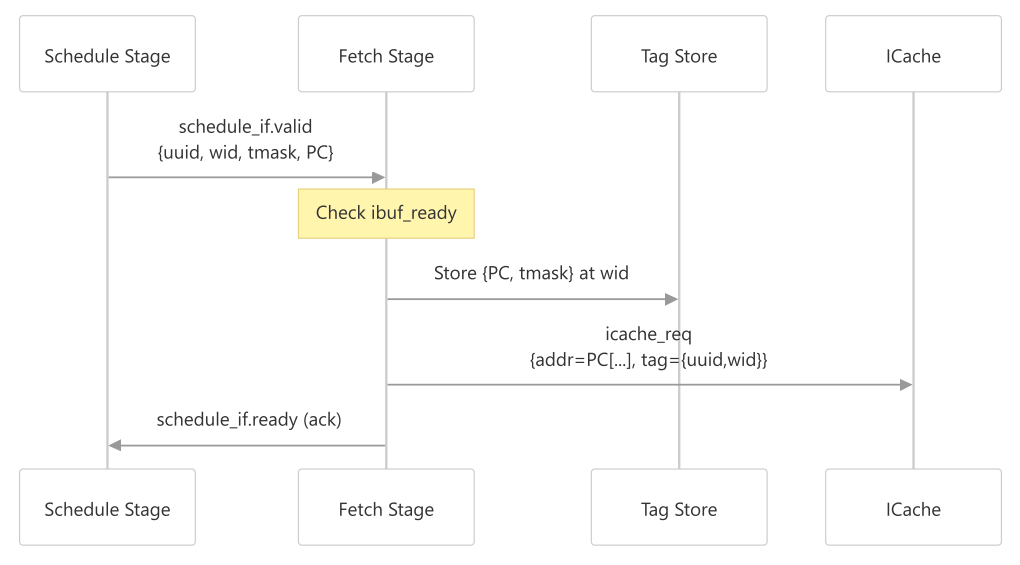 Schedule Stage
Fetch Stage
Tag Store
ICache
schedule_if.valid
{uuid, wid, tmask, PC}
Check ibuf_ready
Store {PC, tmask} at wid
icache_req
{addr=PC[...], tag={uuid,wid}}
schedule_if.ready (ack)
Schedule Stage
Fetch Stage
Tag Store
ICache